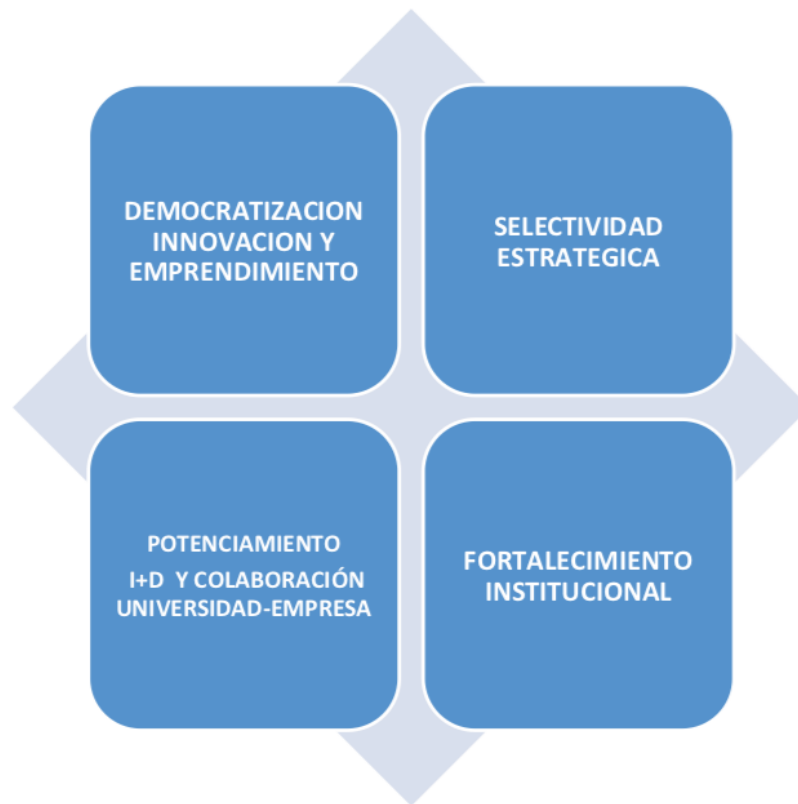 DEMOCRATIZACION
INNOVACION Y
EMPRENDIMIENTO
SELECTIVIDAD
ESTRATEGICA
POTENCIAMIENTO
I+D Y COLABORACIÓN
UNIVERSIDAD-EMPRESA
FORTALECIMIENTO
INSTITUCIONAL